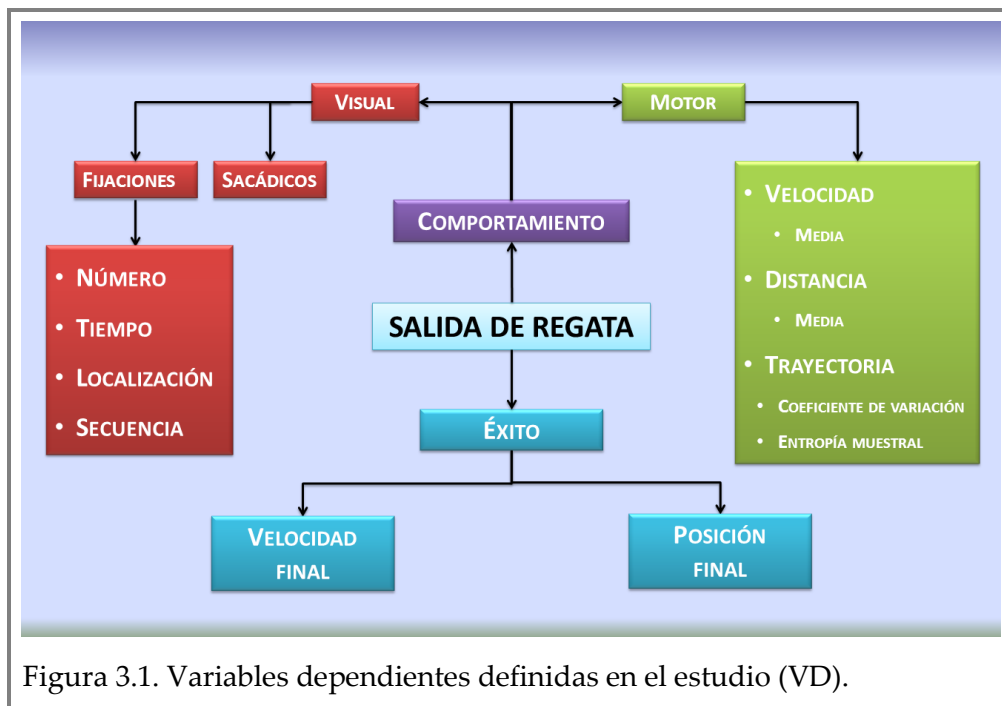 VISUAL
MOTOR
FIJACIONES
SACÁDICOS
COMPORTAMIENTO
• NÚMERO
• TIEMPO
• LOCALIZACIÓN
• SECUENCIA
• VELOCIDAD
• MEDIA
• DISTANCIA
• MEDIA
• TRAYECTORIA
• COEFICIENTE DE VARIACIÓN
• ENTROPÍA MUESTRAL
SALIDA DE REGATA
ÉXITO
VELOCIDAD
FINAL
POSICIÓN
FINAL
Figura 3.1. Variables dependientes definidas en el estudio (VD).